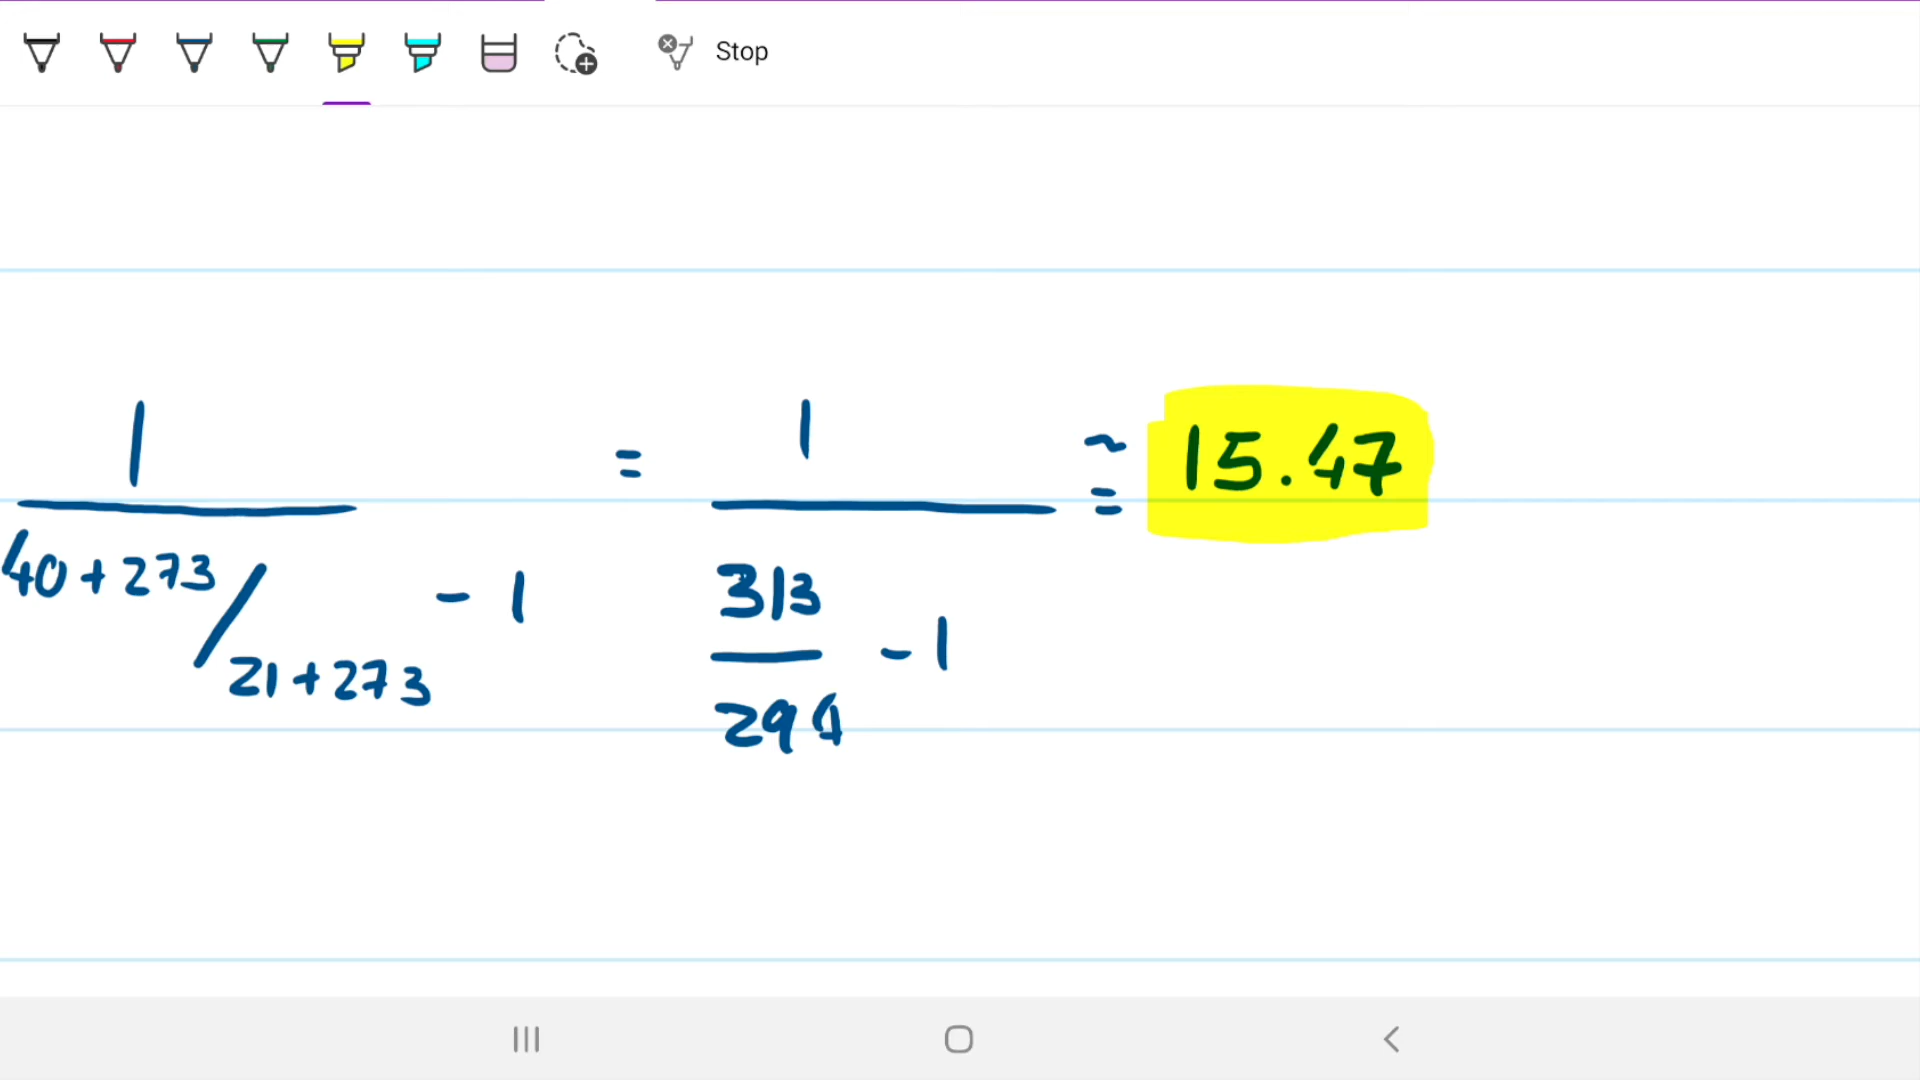 Stop
1 = 1 ≅ 15.47
40+273/21+273 - 1
313
- 1
294